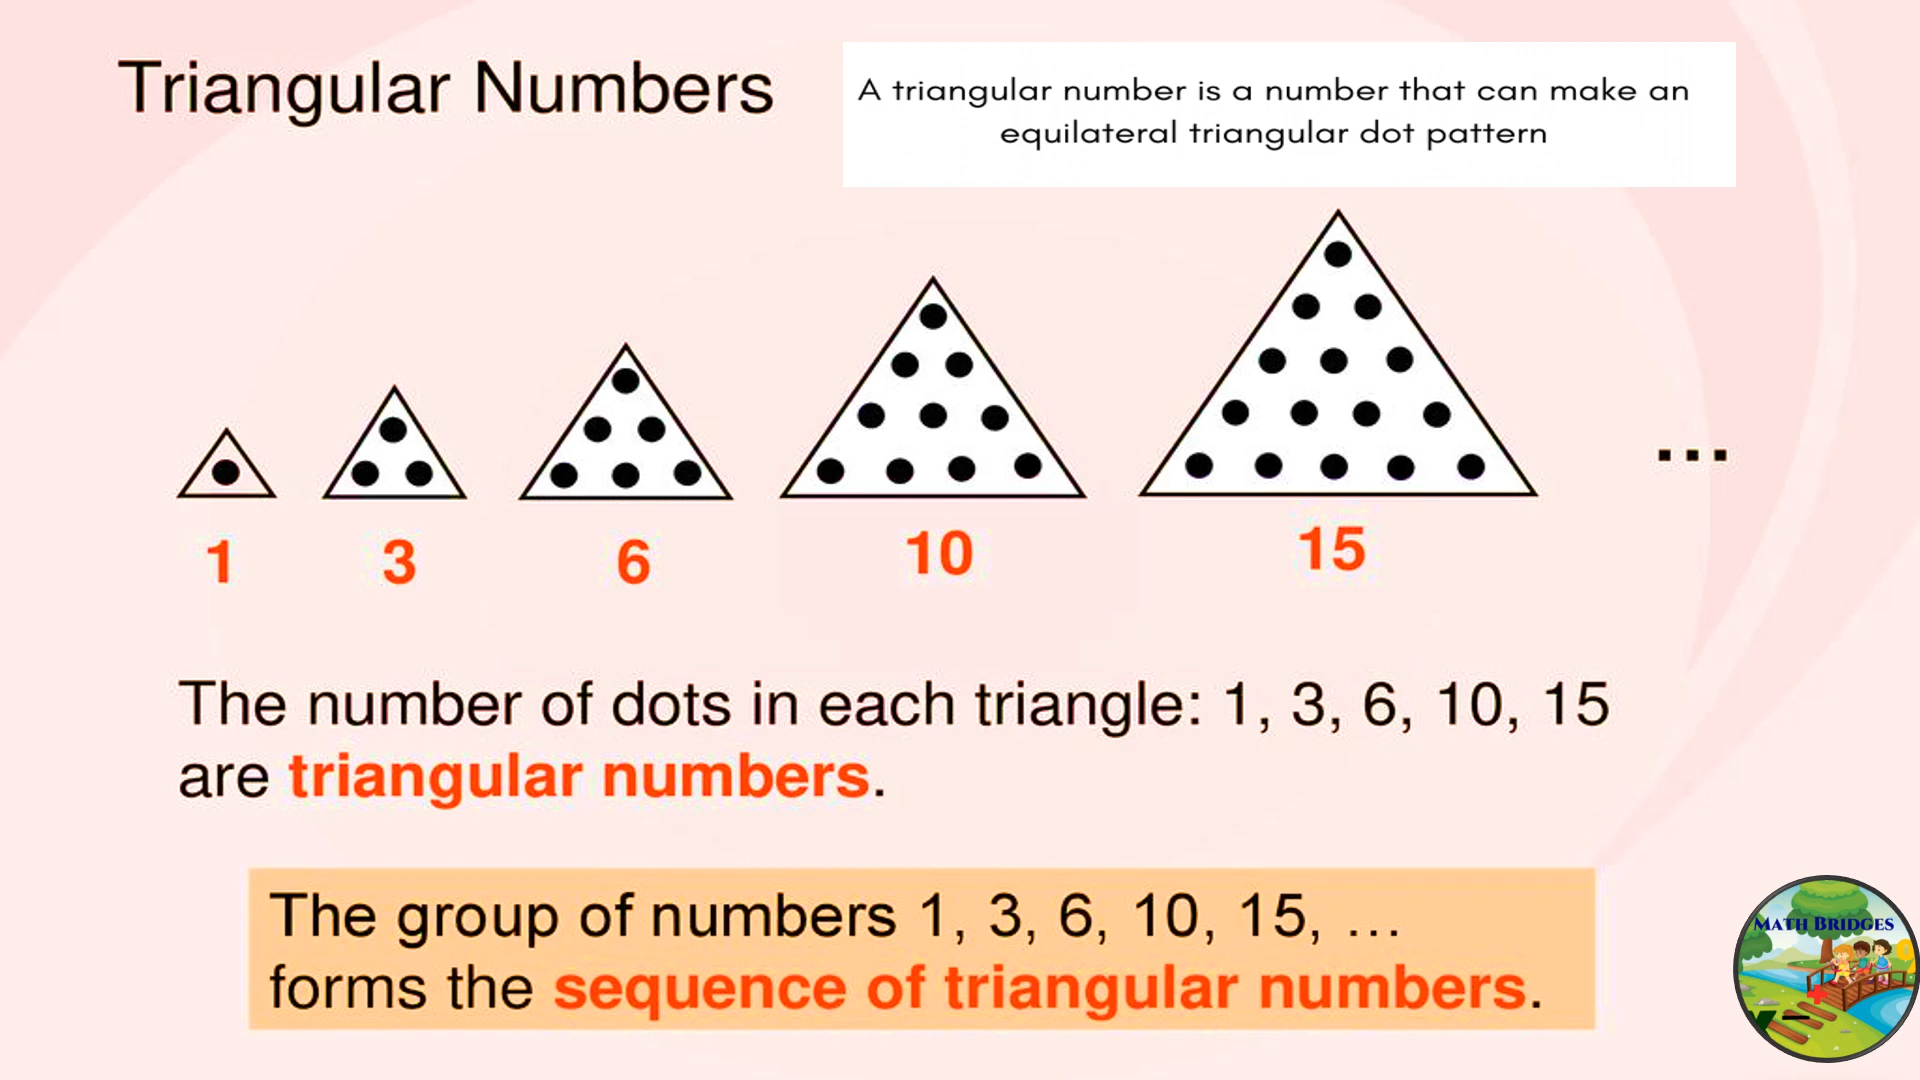 Triangular Numbers
A triangular number is a number that can make an
equilateral triangular dot pattern
...
1
3
6
10
15
The number of dots in each triangle: 1, 3, 6, 10, 15
are triangular numbers.
The group of numbers 1, 3, 6, 10, 15, …
forms the sequence of triangular numbers.
MATH BRIDGES
+
−